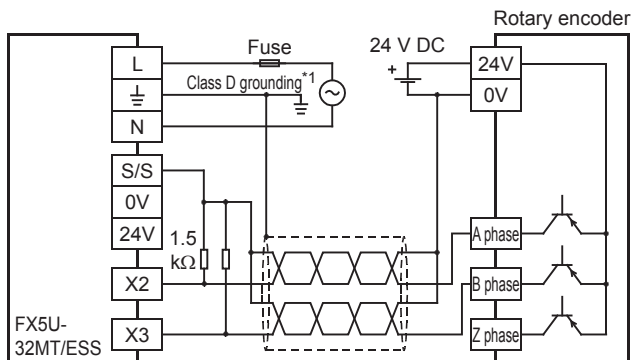 Rotary encoder
Fuse
24 V DC
L
Class D grounding*1
N
+
24V
0V
S/S
0V
24V
1.5
kΩ
X2
X3
A phase
B phase
Z phase
FX5U-
32MT/ESS